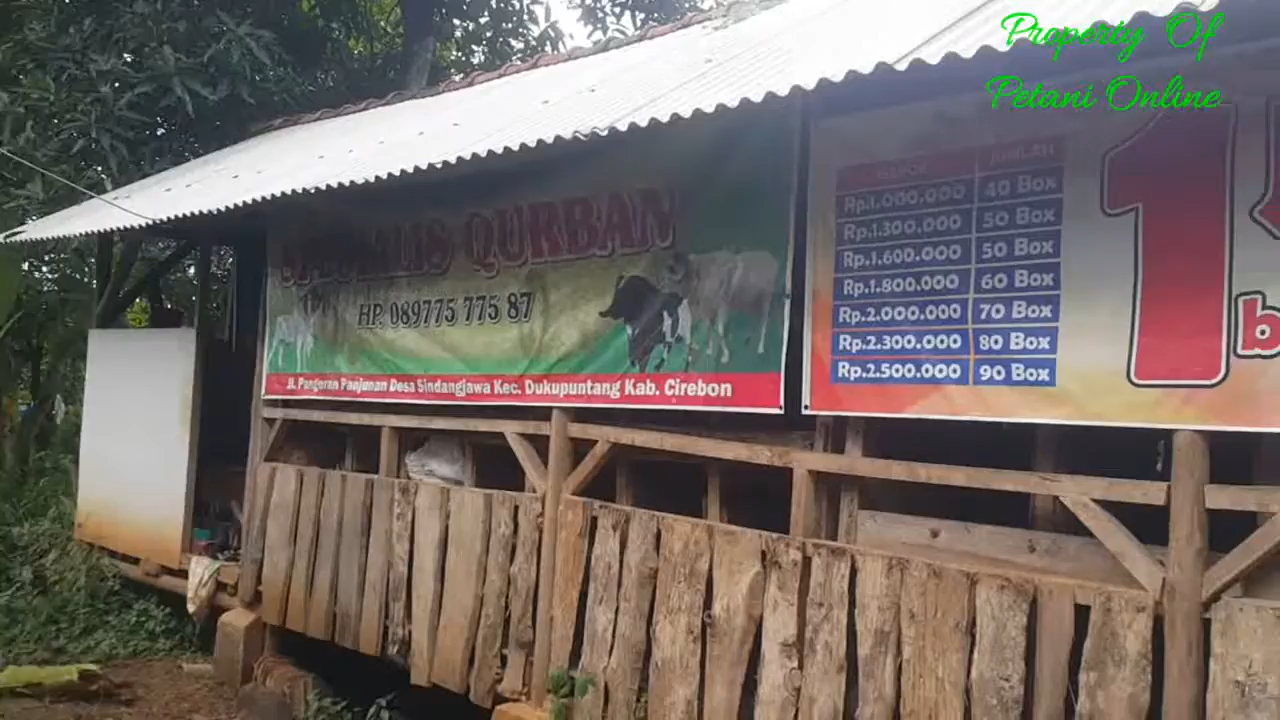 Property Of
Petani Online
QURBAN
HP. 089775 775 87
Jl. Pangeran Panjunan Desa Sindangjawa Kec. Dukupuntang Kab. Cirebon
JUMLAH
Rp.1.000.000 40 Box
Rp.1.300.000 50 Box
Rp.1.600.000 50 Box
Rp.1.800.000 60 Box
Rp.2.000.000 70 Box
Rp.2.300.000 80 Box
Rp.2.500.000 90 Box
1
b